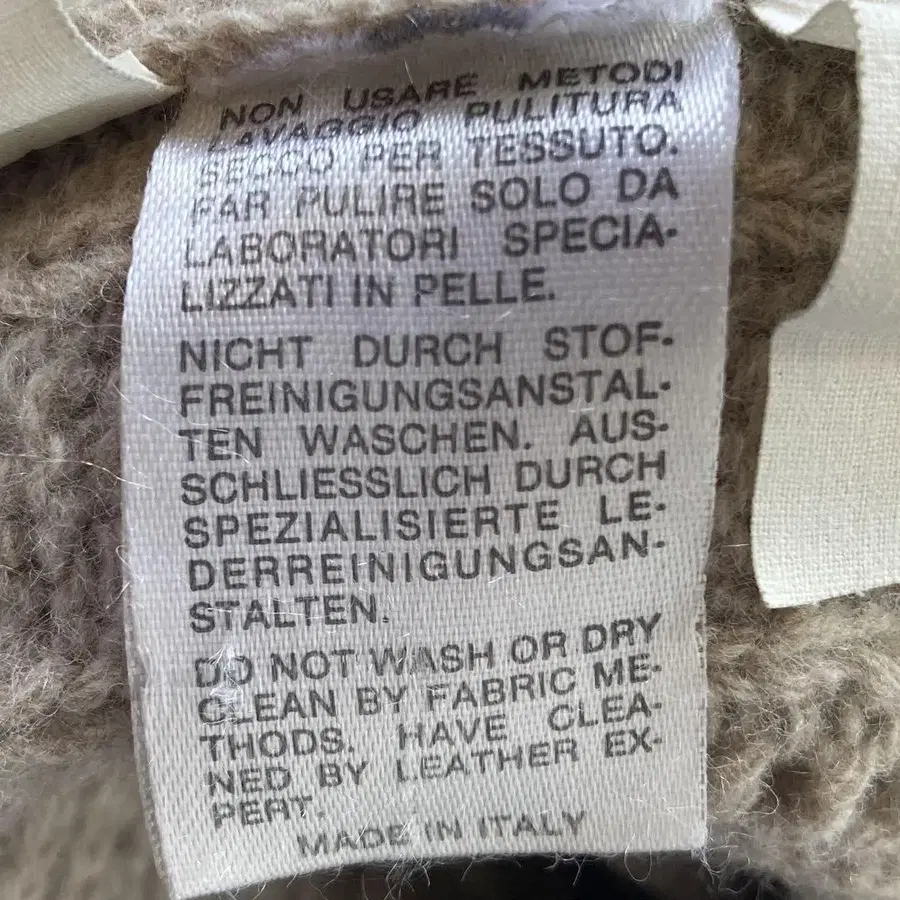 NON USARE METODI
LAVAGGIO PULITURA
SECCO PER TESSUTO.
FAR PULIRE SOLO DA
LABORATORI SPECIA-
LIZZATI IN PELLE.
NICHT DURCH STOF-
FREINIGUNGSANSTAL-
TEN WASCHEN. AUS-
SCHLIESSLICH DURCH
SPEZIALISIERTE LE-
DERREINIGUNGSAN-
STALTEN.
DO NOT WASH OR DRY
CLEAN BY FABRIC ME-
THODS. HAVE CLEA-
NED BY LEATHER EX-
PERT.
MADE IN ITALY